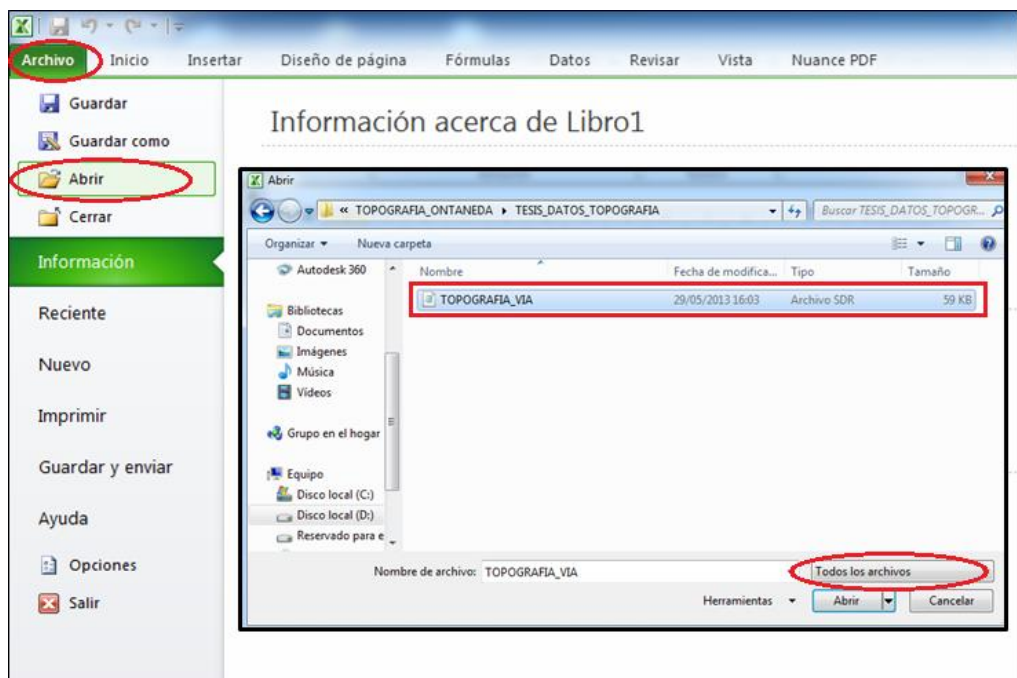 Archivo Inicio Insertar Diseño de página Fórmulas Datos Revisar Vista Nuance PDF
Guardar
Guardar como
Abrir
Cerrar
Información
Reciente
Nuevo
Imprimir
Guardar y enviar
Ayuda
Opciones
Salir
Información acerca de Libro1
Abrir
« TOPOGRAFIA_ONTANEDA TESIS_DATOS_TOPOGRAFIA Buscar TESIS_DATOS_TOPOGR...
Organizar Nueva carpeta
Nombre Fecha de modifica... Tipo Tamaño
TOPOGRAFIA_VIA 29/05/2013 16:03 Archivo SDR 59 KB
Autodesk 360
Bibliotecas
Documentos
Imágenes
Música
Vídeos
Grupo en el hogar
Equipo
Disco local (C:)
Disco local (D:)
Reservado para e
Nombre de archivo: TOPOGRAFIA_VIA Todos los archivos
Herramientas Abrir Cancelar